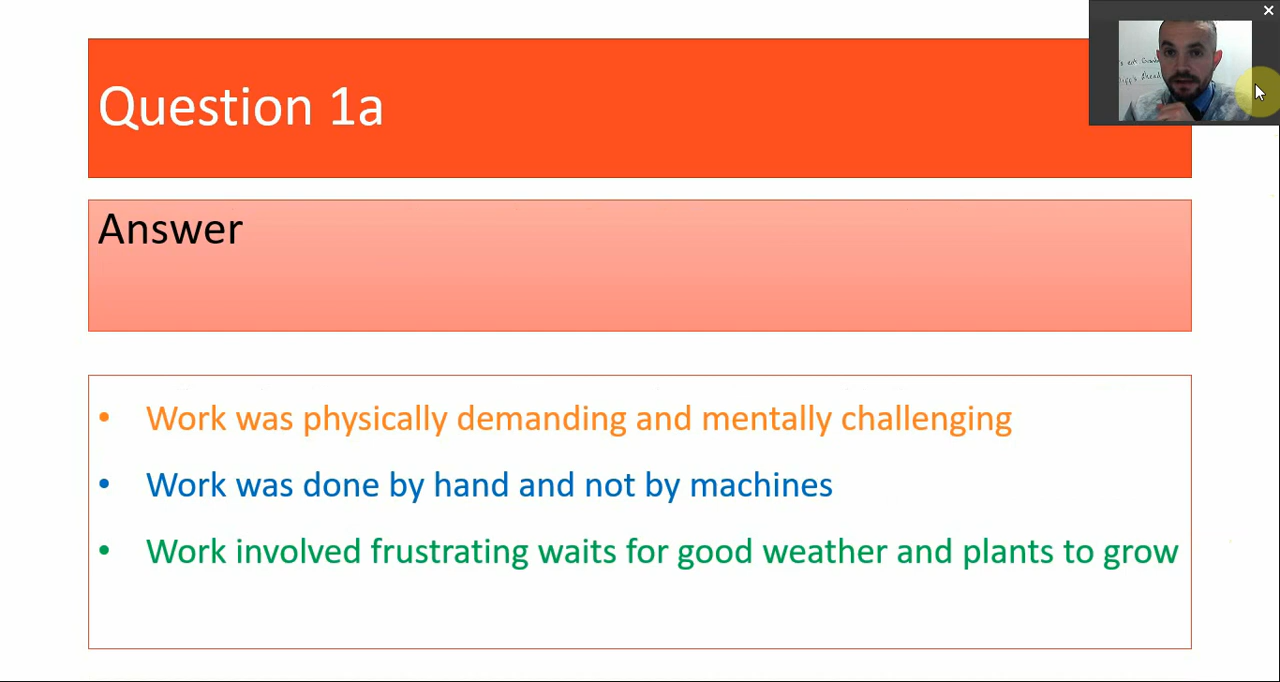 Question 1a
Answer
• Work was physically demanding and mentally challenging
• Work was done by hand and not by machines
• Work involved frustrating waits for good weather and plants to grow